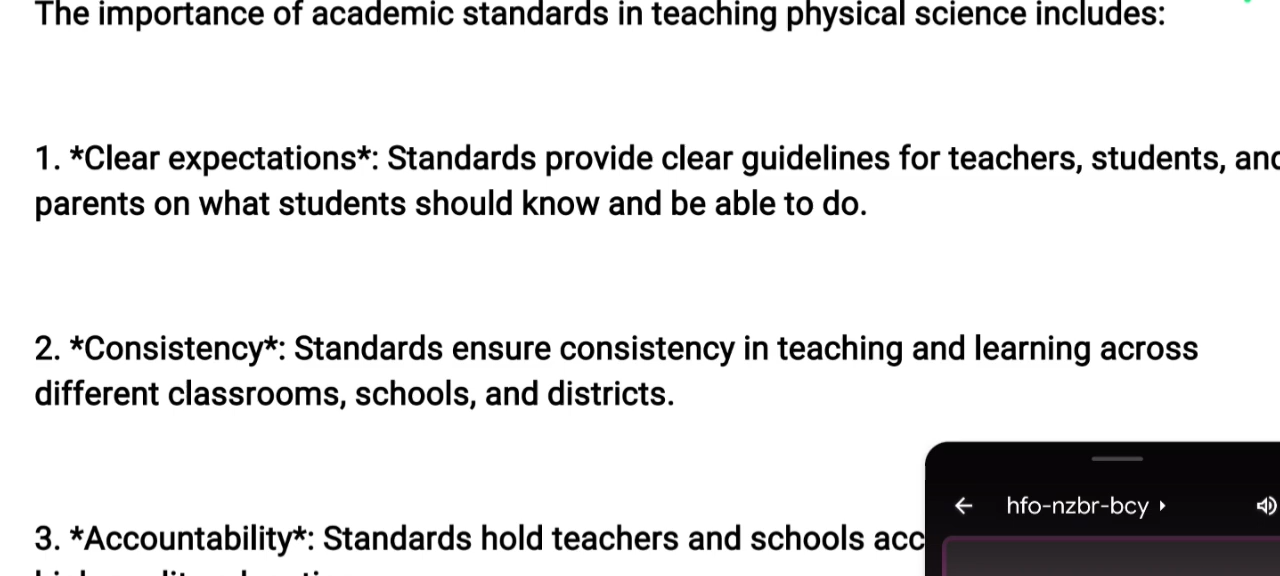 The importance of academic standards in teaching physical science includes:
1. *Clear expectations*: Standards provide clear guidelines for teachers, students, and
parents on what students should know and be able to do.
2. *Consistency*: Standards ensure consistency in teaching and learning across
different classrooms, schools, and districts.
3. *Accountability*: Standards hold teachers and schools acc
hfo-nzbr-bcy